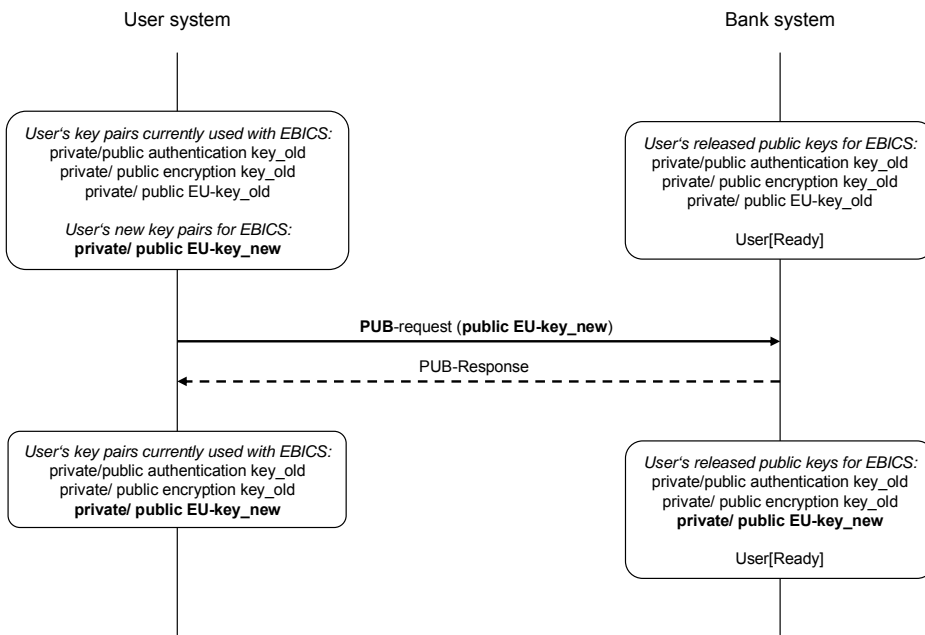 User system
Bank system
User‘s key pairs currently used with EBICS:
private/public authentication key_old
private/ public encryption key_old
private/ public EU-key_old
User's new key pairs for EBICS:
private/ public EU-key_new
User's released public keys for EBICS:
private/public authentication key_old
private/ public encryption key_old
private/ public EU-key_old
User[Ready]
PUB-request (public EU-key_new)
PUB-Response
User‘s key pairs currently used with EBICS:
private/public authentication key_old
private/ public encryption key_old
private/ public EU-key_new
User's released public keys for EBICS:
private/public authentication key_old
private/ public encryption key_old
private/ public EU-key_new
User[Ready]